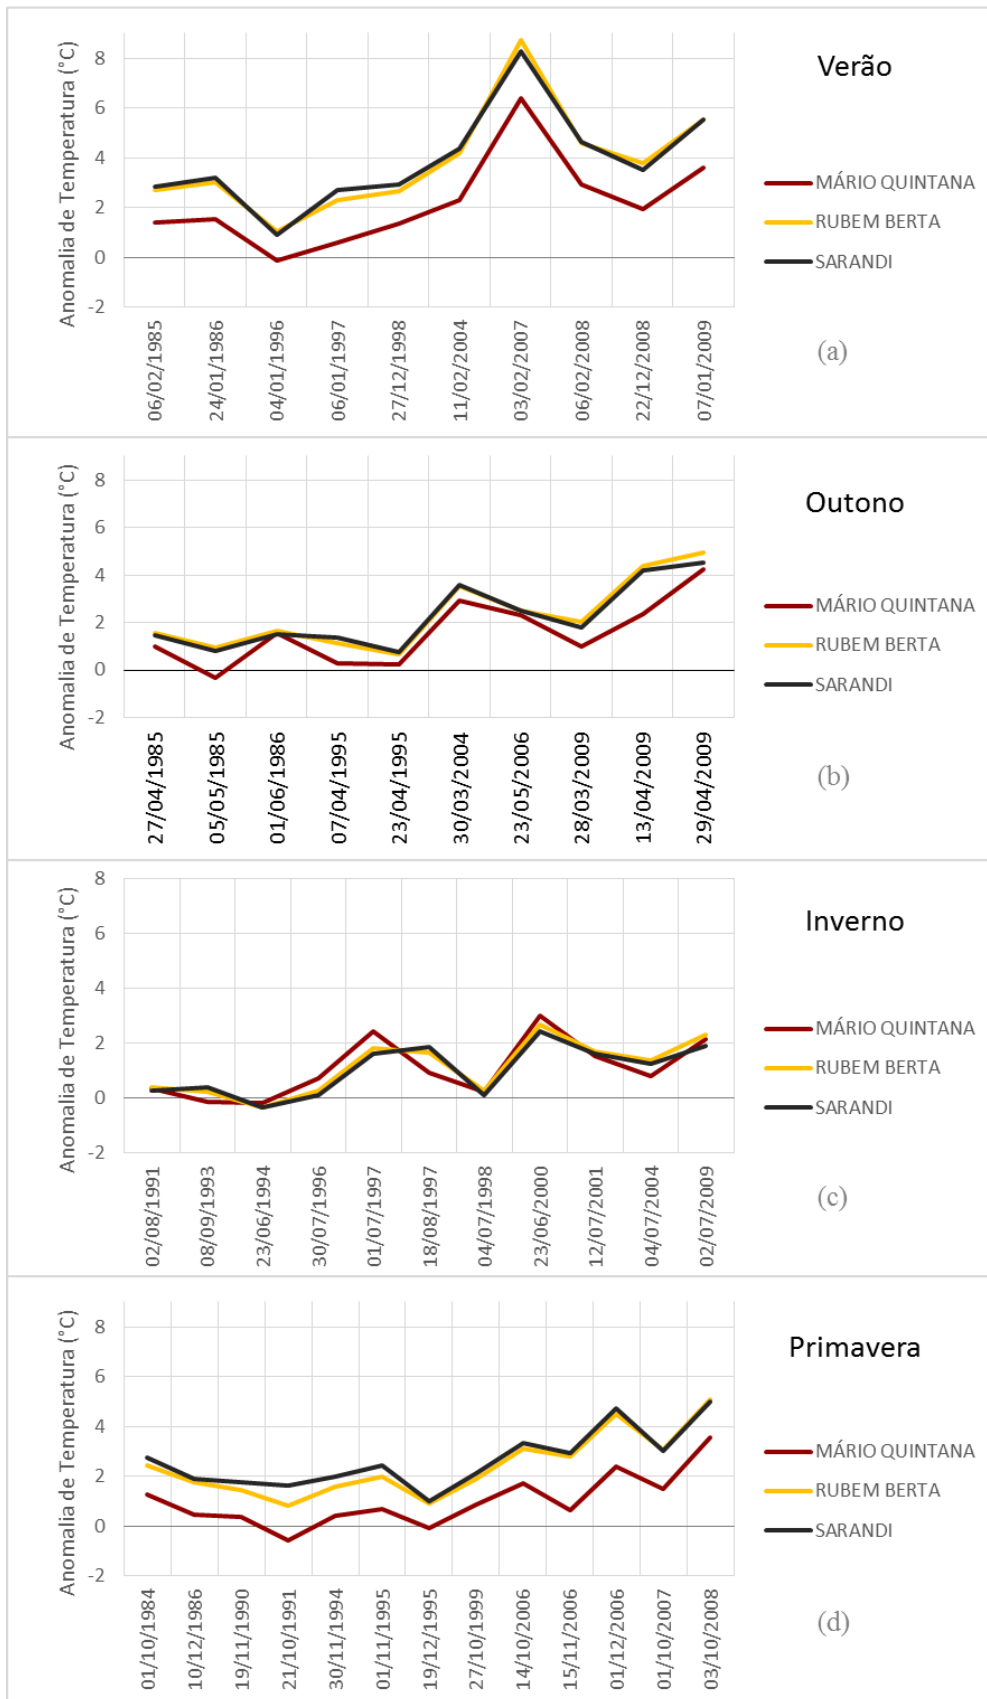 Verão
Anomalia de Temperatura (°C)
8
6
4
2
0
-2
06/02/1985
24/01/1986
04/01/1996
06/01/1997
27/12/1998
11/02/2004
03/02/2007
06/02/2008
22/12/2008
07/01/2009
MÁRIO QUINTANA
RUBEM BERTA
SARANDI
(a)
Outono
Anomalia de Temperatura (°C)
8
6
4
2
0
-2
27/04/1985
05/05/1985
01/06/1986
07/04/1995
23/04/1995
30/03/2004
23/05/2006
28/03/2009
13/04/2009
29/04/2009
MÁRIO QUINTANA
RUBEM BERTA
SARANDI
(b)
Inverno
Anomalia de Temperatura (°C)
8
6
4
2
0
-2
02/08/1991
08/09/1993
23/06/1994
30/07/1996
01/07/1997
18/08/1997
04/07/1998
23/06/2000
12/07/2001
04/07/2004
02/07/2009
MÁRIO QUINTANA
RUBEM BERTA
SARANDI
(c)
Primavera
Anomalia de Temperatura (°C)
8
6
4
2
0
-2
01/10/1984
10/12/1986
19/11/1990
21/10/1991
30/11/1994
01/11/1995
19/12/1995
27/10/1999
14/10/2006
15/11/2006
01/12/2006
01/10/2007
03/10/2008
MÁRIO QUINTANA
RUBEM BERTA
SARANDI
(d)